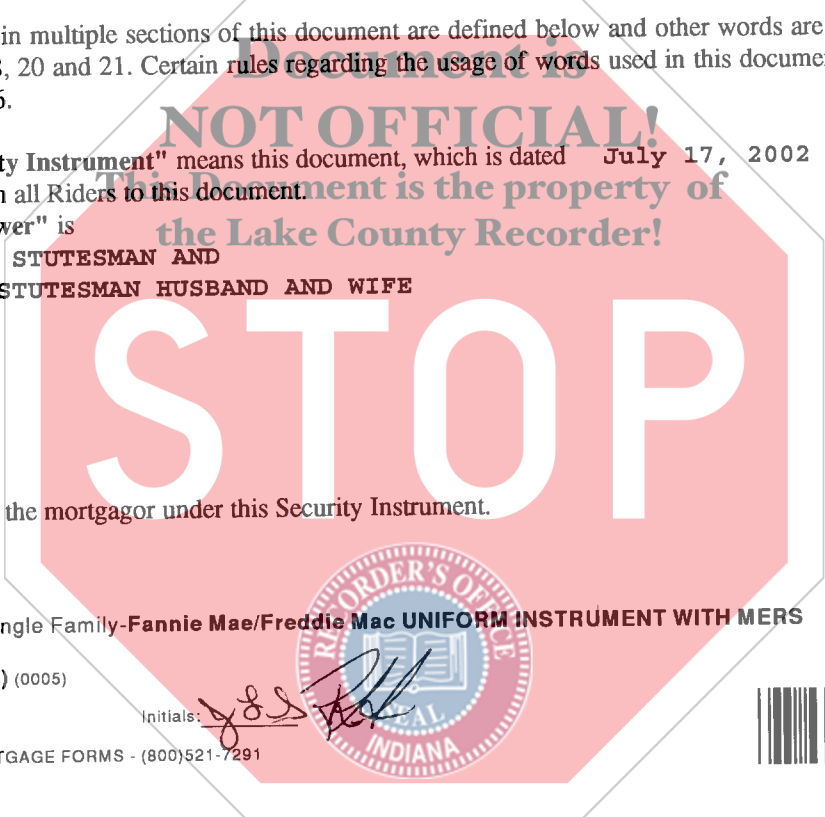 in multiple sections of this document are defined below and other words are
, 20 and 21. Certain rules regarding the usage of words used in this docume
Document is
NOT OFFICIAL!
ty Instrument" means this document, which is dated July 17, 2002
all Riders to this document.
This Document is the property of
wer" is
the Lake County Recorder!
STUTESMAN AND
STUTESMAN HUSBAND AND WIFE
STOP
the mortgagor under this Security Instrument.
RECORDER'S OFFICE
ngle Family-Fannie Mae/Freddie Mac UNIFORM INSTRUMENT WITH MERS
) (0005)
Initials:
SEAL
INDIANA
TGAGE FORMS - (800)521-7291